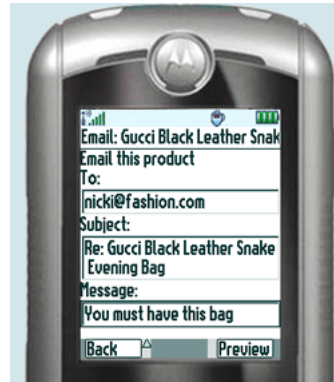 Email: Gucci Black Leather Snak
Email this product
To:
nicki@fashion.com
Subject:
Re: Gucci Black Leather Snake
Evening Bag
Message:
You must have this bag
Back
Preview